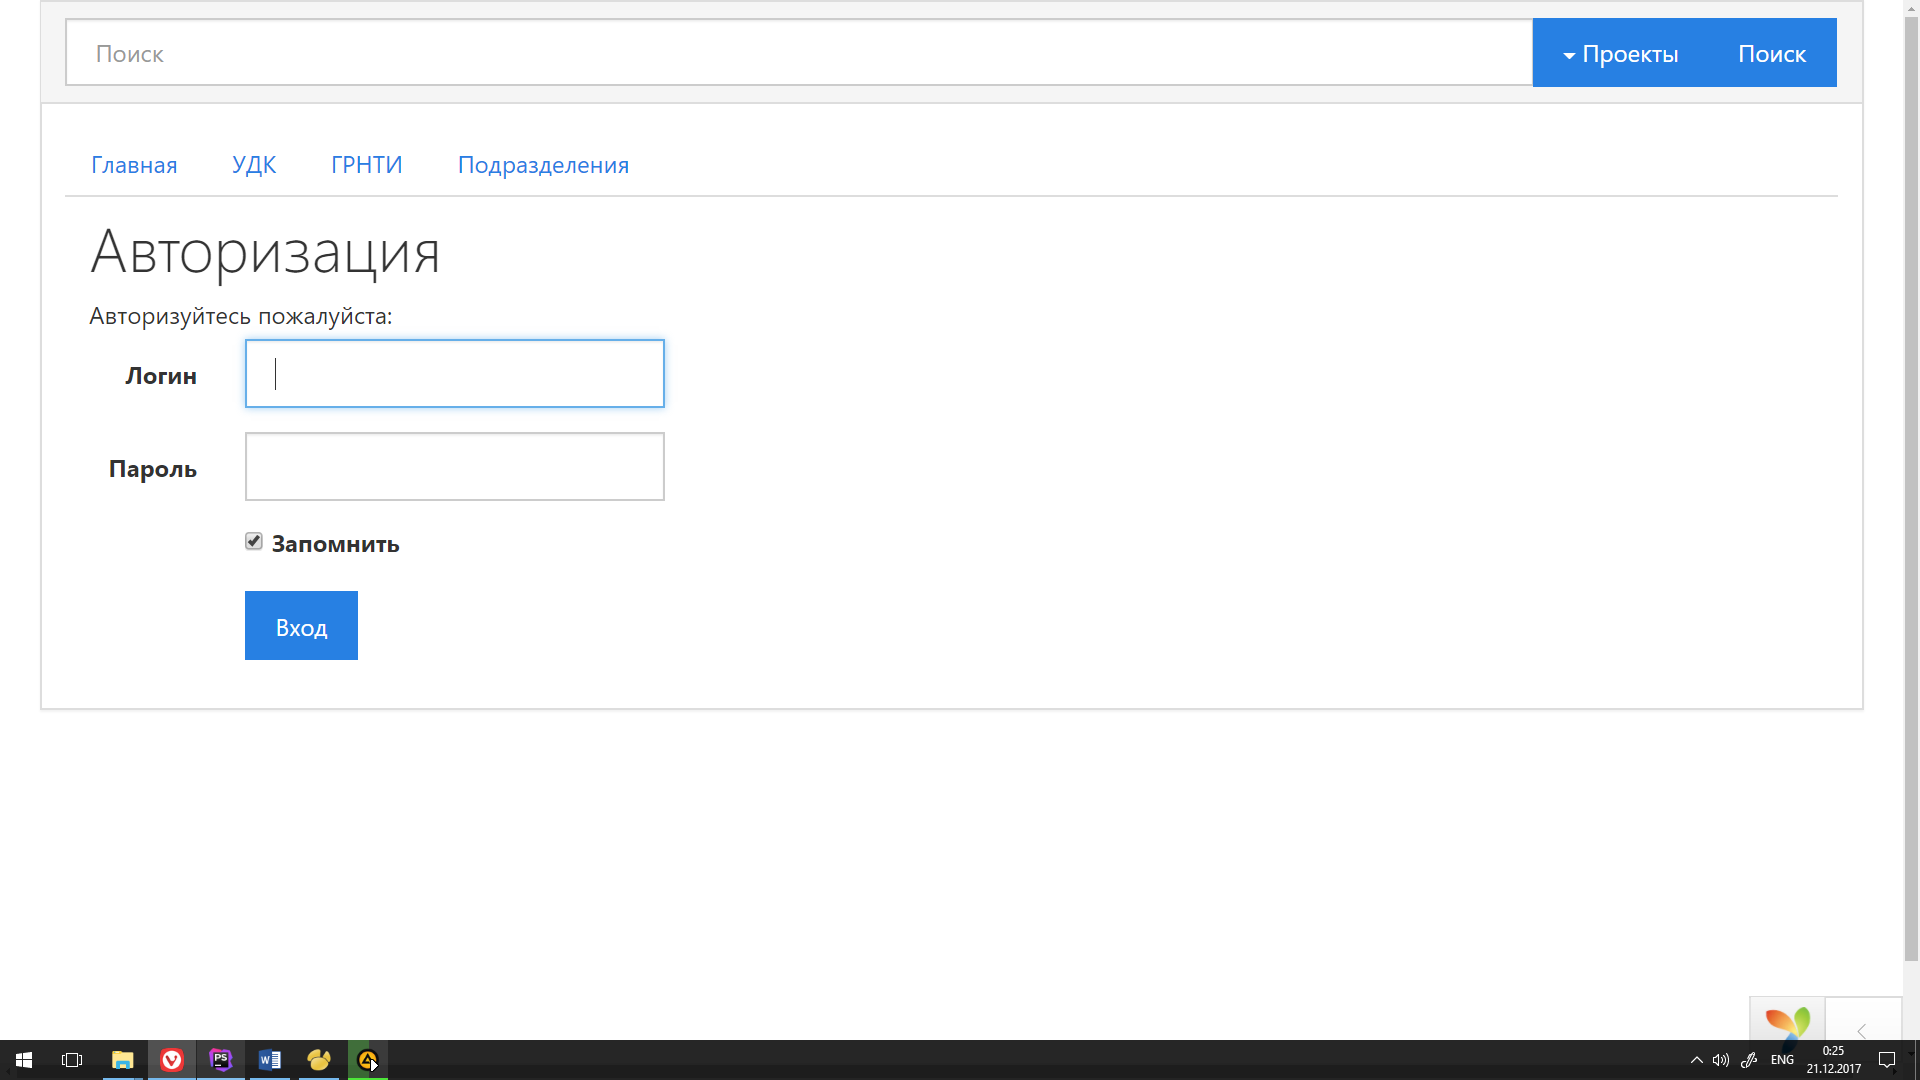 Поиск
Проекты
Поиск
Главная
УДК
ГРНТИ
Подразделения
Авторизация
Авторизуйтесь пожалуйста:
Логин
Пароль
Запомнить
Вход
PS
W
ENG
0:25
21.12.2017